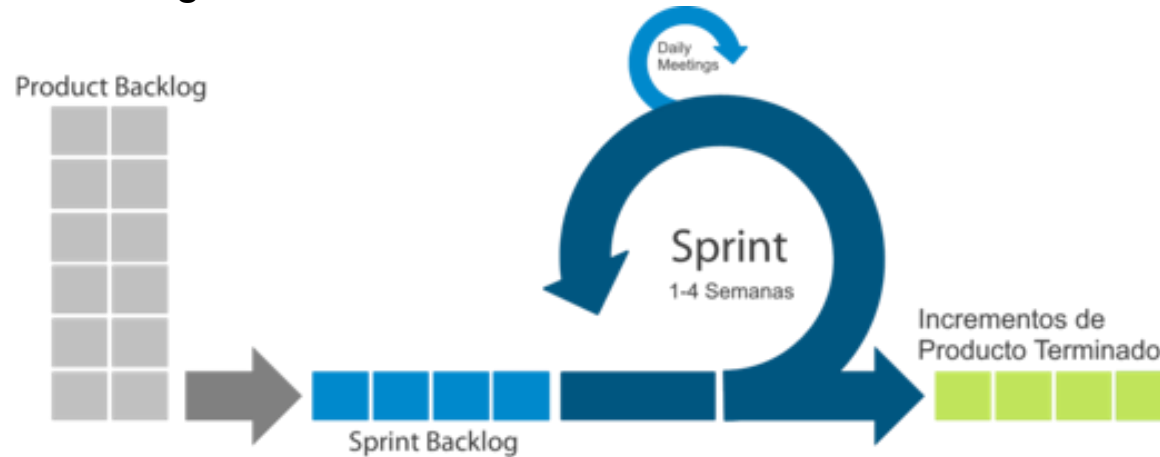 Product Backlog
Daily
Meetings
Sprint
1-4 Semanas
Incrementos de
Producto Terminado
Sprint Backlog